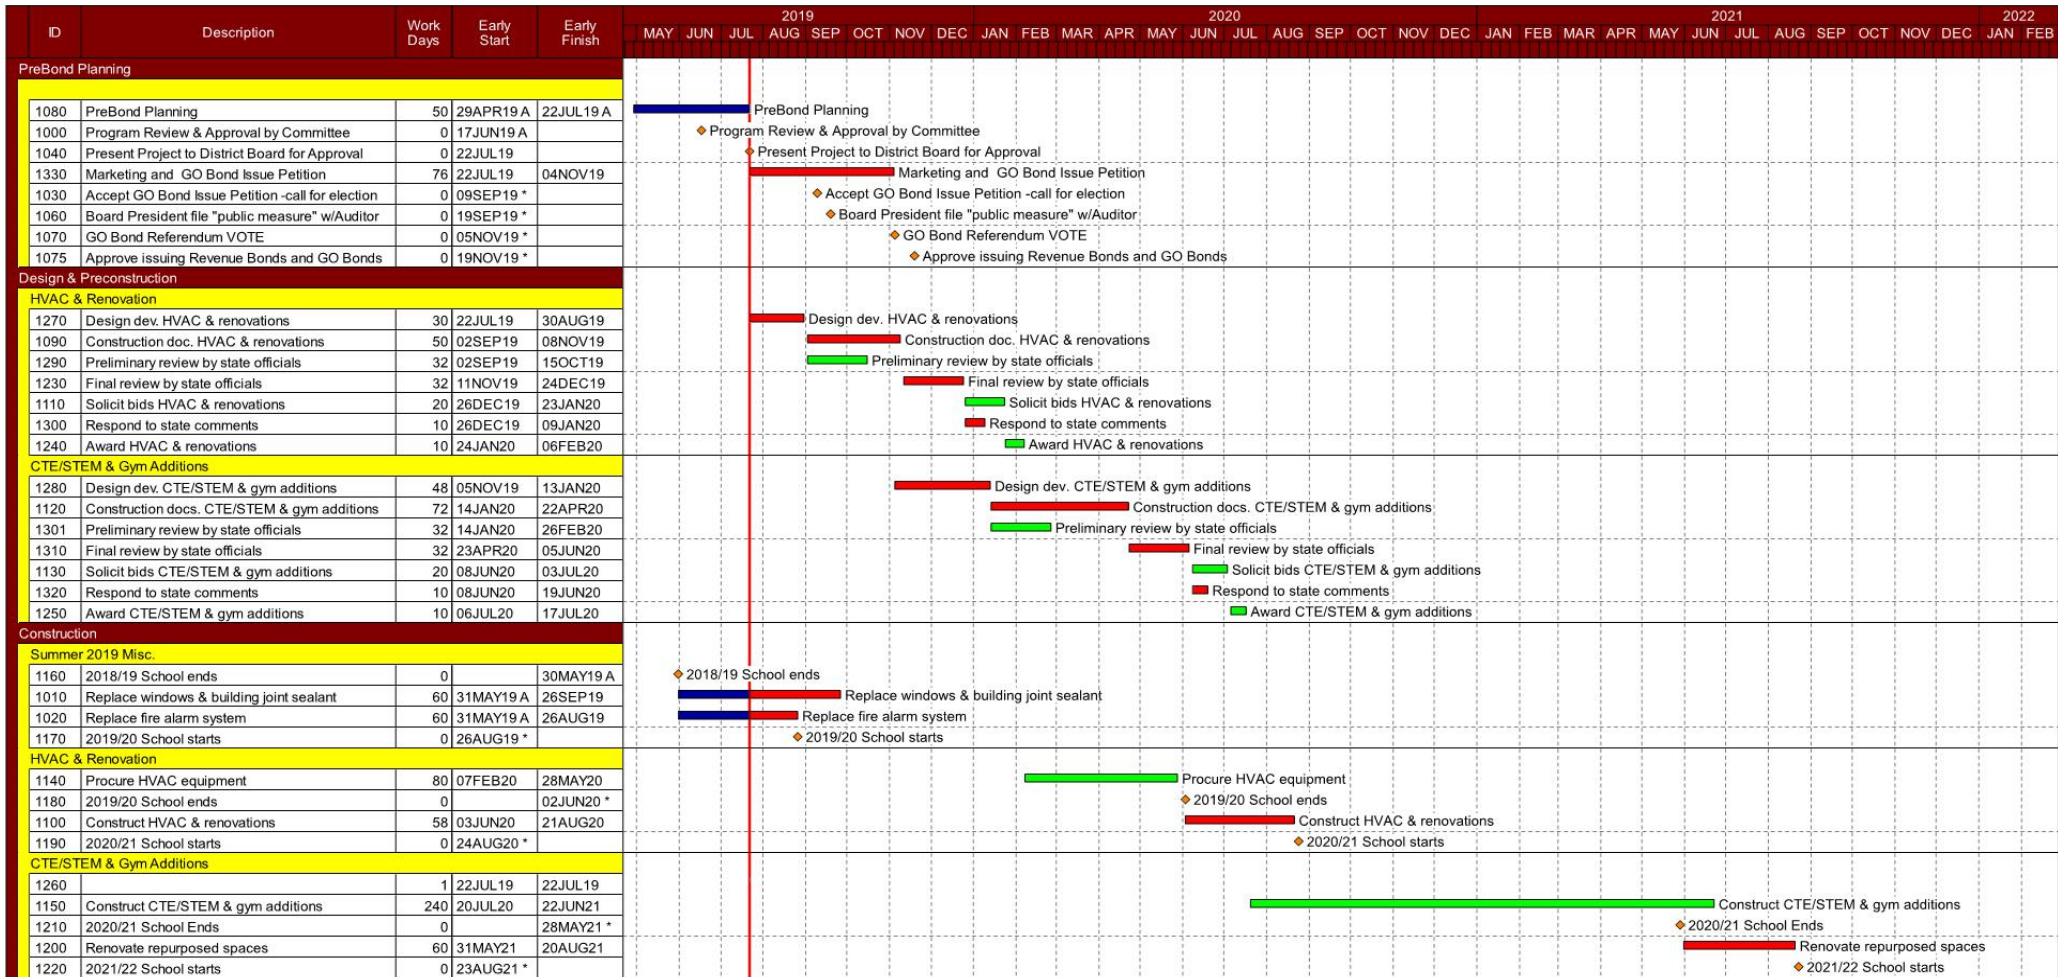 2019 2020 2021 2022
ID Description Work Days Early Start Early Finish MAY JUN JUL AUG SEP OCT NOV DEC JAN FEB MAR APR MAY JUN JUL AUG SEP OCT NOV DEC JAN FEB MAR APR MAY JUN JUL AUG SEP OCT NOV DEC JAN FEB
PreBond Planning
1080 PreBond Planning 50 29APR19 A 22JUL19 A PreBond Planning
1000 Program Review & Approval by Committee 0 17JUN19 A Program Review & Approval by Committee
1040 Present Project to District Board for Approval 0 22JUL19 Present Project to District Board for Approval
1330 Marketing and GO Bond Issue Petition 76 22JUL19 04NOV19 Marketing and GO Bond Issue Petition
1030 Accept GO Bond Issue Petition -call for election 0 09SEP19 * Accept GO Bond Issue Petition -call for election
1060 Board President file "public measure" w/Auditor 0 19SEP19 * Board President file "public measure" w/Auditor
1070 GO Bond Referendum VOTE 0 05NOV19 * GO Bond Referendum VOTE
1075 Approve issuing Revenue Bonds and GO Bonds 0 19NOV19 * Approve issuing Revenue Bonds and GO Bonds
Design & Preconstruction
HVAC & Renovation
1270 Design dev. HVAC & renovations 30 22JUL19 30AUG19 Design dev. HVAC & renovations
1090 Construction doc. HVAC & renovations 50 02SEP19 08NOV19 Construction doc. HVAC & renovations
1290 Preliminary review by state officials 32 02SEP19 15OCT19 Preliminary review by state officials
1230 Final review by state officials 32 11NOV19 24DEC19 Final review by state officials
1110 Solicit bids HVAC & renovations 20 26DEC19 23JAN20 Solicit bids HVAC & renovations
1300 Respond to state comments 10 26DEC19 09JAN20 Respond to state comments
1240 Award HVAC & renovations 10 24JAN20 06FEB20 Award HVAC & renovations
CTE/STEM & Gym Additions
1280 Design dev. CTE/STEM & gym additions 48 05NOV19 13JAN20 Design dev. CTE/STEM & gym additions
1120 Construction docs. CTE/STEM & gym additions 72 14JAN20 22APR20 Construction docs. CTE/STEM & gym additions
1301 Preliminary review by state officials 32 14JAN20 26FEB20 Preliminary review by state officials
1310 Final review by state officials 32 23APR20 05JUN20 Final review by state officials
1130 Solicit bids CTE/STEM & gym additions 20 08JUN20 03JUL20 Solicit bids CTE/STEM & gym additions
1320 Respond to state comments 10 08JUN20 19JUN20 Respond to state comments
1250 Award CTE/STEM & gym additions 10 06JUL20 17JUL20 Award CTE/STEM & gym additions
Construction
Summer 2019 Misc.
1160 2018/19 School ends 0 30MAY19 A 2018/19 School ends
1010 Replace windows & building joint sealant 60 31MAY19 A 26SEP19 Replace windows & building joint sealant
1020 Replace fire alarm system 60 31MAY19 A 26AUG19 Replace fire alarm system
1170 2019/20 School starts 0 26AUG19 * 2019/20 School starts
HVAC & Renovation
1140 Procure HVAC equipment 80 07FEB20 28MAY20 Procure HVAC equipment
1180 2019/20 School ends 0 02JUN20 * 2019/20 School ends
1100 Construct HVAC & renovations 58 03JUN20 21AUG20 Construct HVAC & renovations
1190 2020/21 School starts 0 24AUG20 * 2020/21 School starts
CTE/STEM & Gym Additions
1260 1 22JUL19 22JUL19
1150 Construct CTE/STEM & gym additions 240 20JUL20 22JUN21 Construct CTE/STEM & gym additions
1210 2020/21 School Ends 0 28MAY21 * 2020/21 School Ends
1200 Renovate repurposed spaces 60 31MAY21 20AUG21 Renovate repurposed spaces
1220 2021/22 School starts 0 23AUG21 * 2021/22 School starts